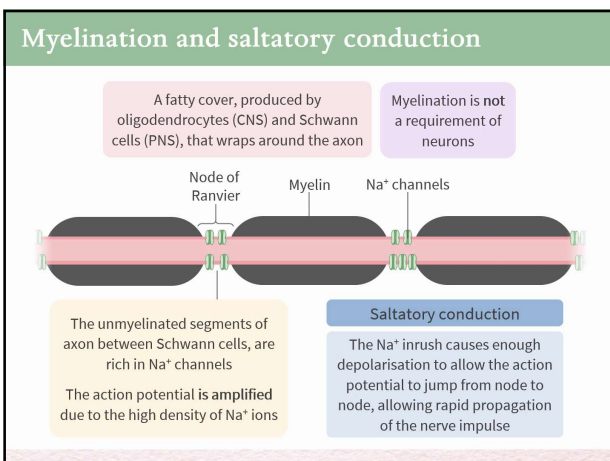 Myelination and saltatory conduction
A fatty cover, produced by
oligodendrocytes (CNS) and Schwann
cells (PNS), that wraps around the axon
Myelination is not
a requirement of
neurons
Node of
Ranvier
Myelin
Na⁺ channels
The unmyelinated segments of
axon between Schwann cells, are
rich in Na⁺ channels
The action potential is amplified
due to the high density of Na⁺ ions
Saltatory conduction
The Na⁺ inrush causes enough
depolarisation to allow the action
potential to jump from node to
node, allowing rapid propagation
of the nerve impulse